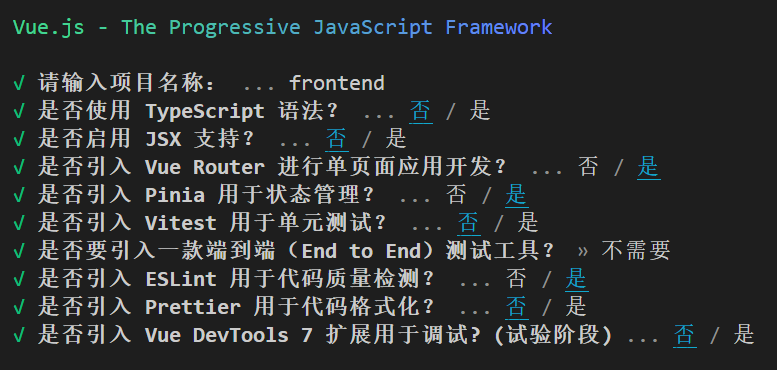 Vue.js - The Progressive JavaScript Framework
√ 请输入项目名称： ... frontend
√ 是否使用 TypeScript 语法？ ... 否 / 是
√ 是否启用 JSX 支持？ ... 否 / 是
√ 是否引入 Vue Router 进行单页面应用开发？ ... 否 / 是
√ 是否引入 Pinia 用于状态管理？ ... 否 / 是
√ 是否引入 Vitest 用于单元测试？ ... 否 / 是
√ 是否要引入一款端到端（End to End）测试工具？ » 不需要
√ 是否引入 ESLint 用于代码质量检测？ ... 否 / 是
√ 是否引入 Prettier 用于代码格式化？ ... 否 / 是
√ 是否引入 Vue DevTools 7 扩展用于调试? (试验阶段) ... 否 / 是